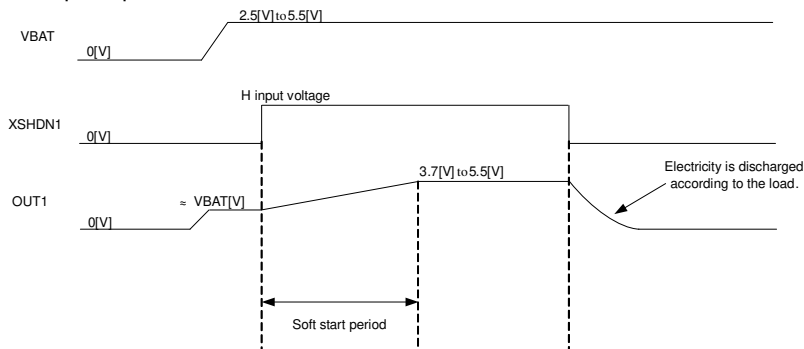 VBAT
0[V]
2.5[V] to 5.5[V]
XSHDN1
0[V]
H input voltage
OUT1
0[V]
≈ VBAT[V]
3.7[V] to 5.5[V]
Electricity is discharged
according to the load.
Soft start period